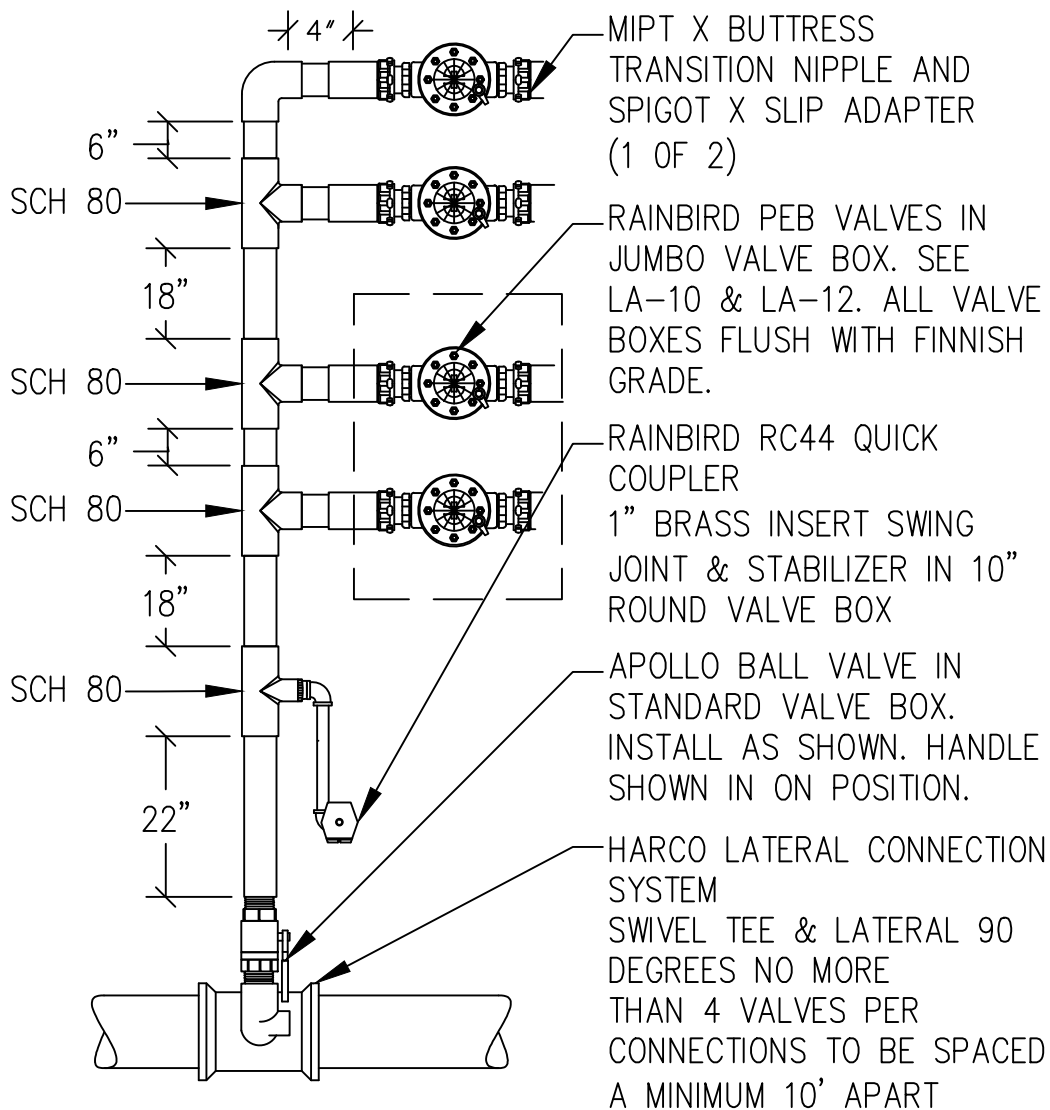 4"
MIPT X BUTTRESS
TRANSITION NIPPLE AND
SPIGOT X SLIP ADAPTER
(1 OF 2)
6"
SCH 80
RAINBIRD PEB VALVES IN
JUMBO VALVE BOX. SEE
LA-10 & LA-12. ALL VALVE
BOXES FLUSH WITH FINNISH
GRADE.
18"
SCH 80
6"
RAINBIRD RC44 QUICK
COUPLER
1" BRASS INSERT SWING
JOINT & STABILIZER IN 10"
ROUND VALVE BOX
SCH 80
18"
SCH 80
APOLLO BALL VALVE IN
STANDARD VALVE BOX.
INSTALL AS SHOWN. HANDLE
SHOWN IN ON POSITION.
22"
HARCO LATERAL CONNECTION
SYSTEM
SWIVEL TEE & LATERAL 90
DEGREES NO MORE
THAN 4 VALVES PER
CONNECTIONS TO BE SPACED
A MINIMUM 10' APART